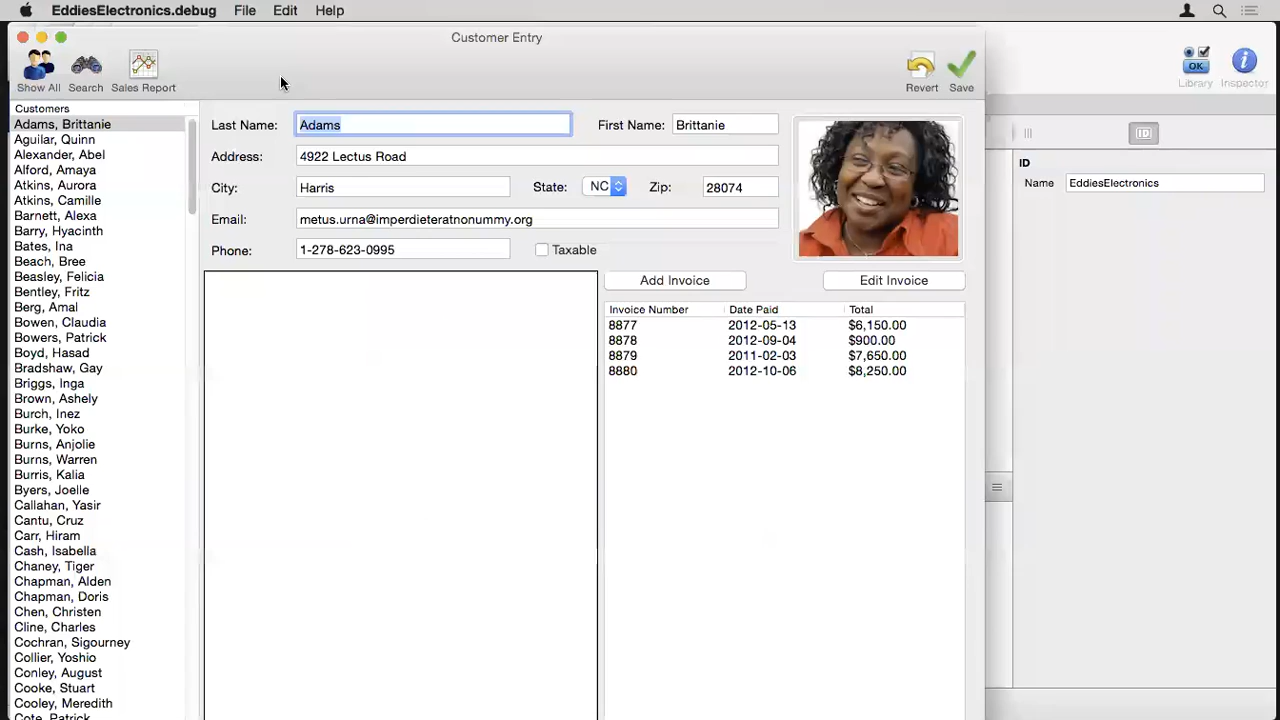 EddiesElectronics.debug File Edit Help
Customer Entry
Show All Search Sales Report Revert Save
Library Inspector
Customers
Adams, Brittanie
Aguilar, Quinn
Alexander, Abel
Alford, Amaya
Atkins, Aurora
Atkins, Camille
Barnett, Alexa
Barry, Hyacinth
Bates, Ina
Beach, Bree
Beasley, Felicia
Bentley, Fritz
Berg, Amal
Bowen, Claudia
Bowers, Patrick
Boyd, Hasad
Bradshaw, Gay
Briggs, Inga
Brown, Ashely
Burch, Inez
Burke, Yoko
Burns, Anjolie
Burns, Warren
Burris, Kalia
Byers, Joelle
Callahan, Yasir
Cantu, Cruz
Carr, Hiram
Cash, Isabella
Chaney, Tiger
Chapman, Alden
Chapman, Doris
Chen, Christen
Cline, Charles
Cochran, Sigourney
Collier, Yoshio
Conley, August
Cooke, Stuart
Cooley, Meredith
Cote, Patrick
Last Name: Adams First Name: Brittanie
Address: 4922 Lectus Road
City: Harris State: NC Zip: 28074
Email: metus.urna@imperdieteratnonummy.org
Phone: 1-278-623-0995 Taxable
Add Invoice Edit Invoice
Invoice Number Date Paid Total
8877 2012-05-13 $6,150.00
8878 2012-09-04 $900.00
8879 2011-02-03 $7,650.00
8880 2012-10-06 $8,250.00
OK
ID
ID
Name EddiesElectronics